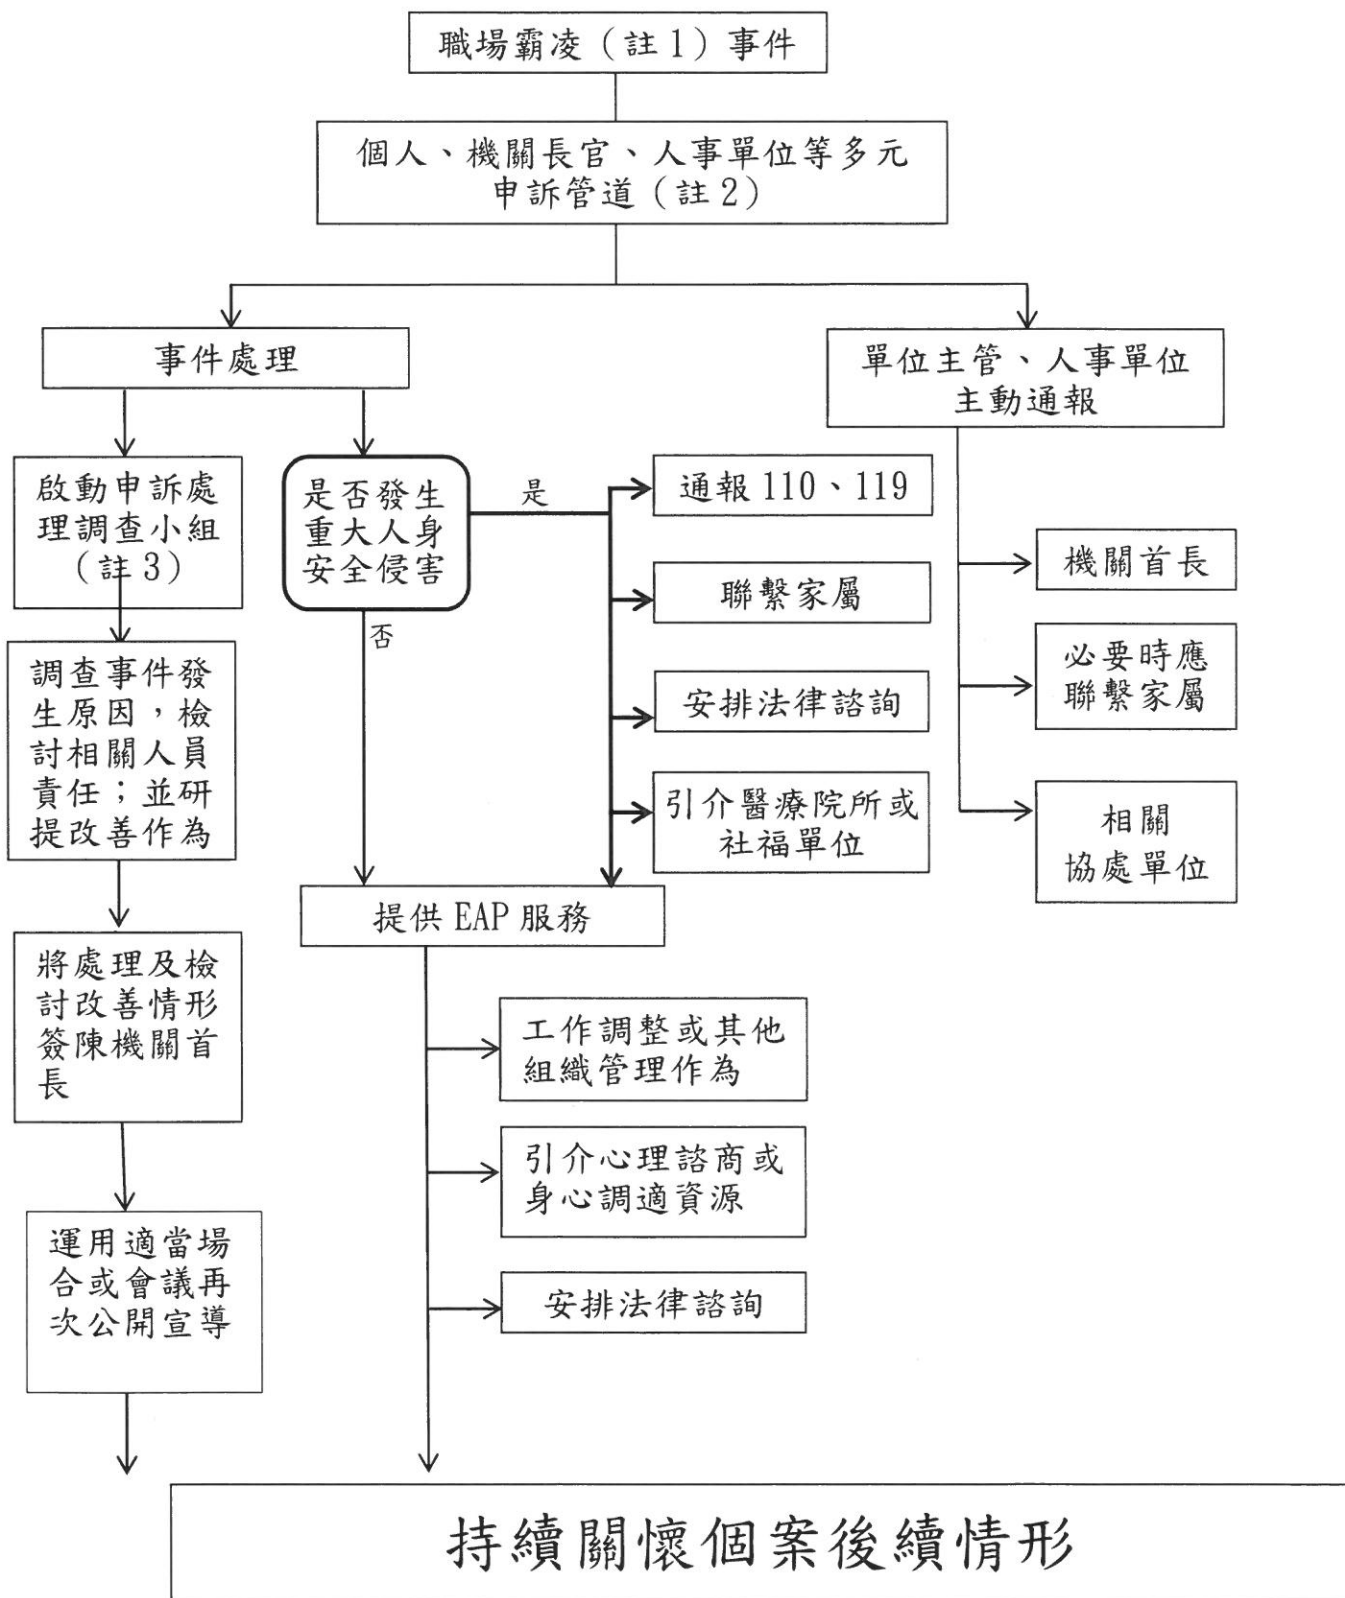 職場霸凌（註1）事件
個人、機關長官、人事單位等多元
申訴管道（註2）
事件處理
單位主管、人事單位
主動通報
啟動申訴處
理調查小組
（註3）
是否發生
重大人身
安全侵害
是
否
通報 110、119
聯繫家屬
安排法律諮詢
引介醫療院所或
社福單位
機關首長
必要時應
聯繫家屬
相關
協處單位
調查事件發
生原因，檢
討相關人員
責任；並研
提改善作為
提供 EAP 服務
將處理及檢
討改善情形
簽陳機關首
長
工作調整或其他
組織管理作為
引介心理諮商或
身心調適資源
安排法律諮詢
運用適當場
合或會議再
次公開宣導
持續關懷個案後續情形